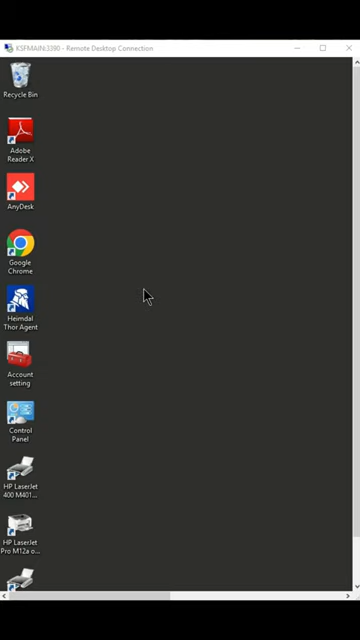 KSFMAIN:3390 - Remote Desktop Connection
Recycle Bin
Adobe
Reader X
AnyDesk
Google
Chrome
Heimdal
Thor Agent
Account
setting
Control
Panel
HP LaserJet
400 M401...
HP LaserJet
Pro M12a o...